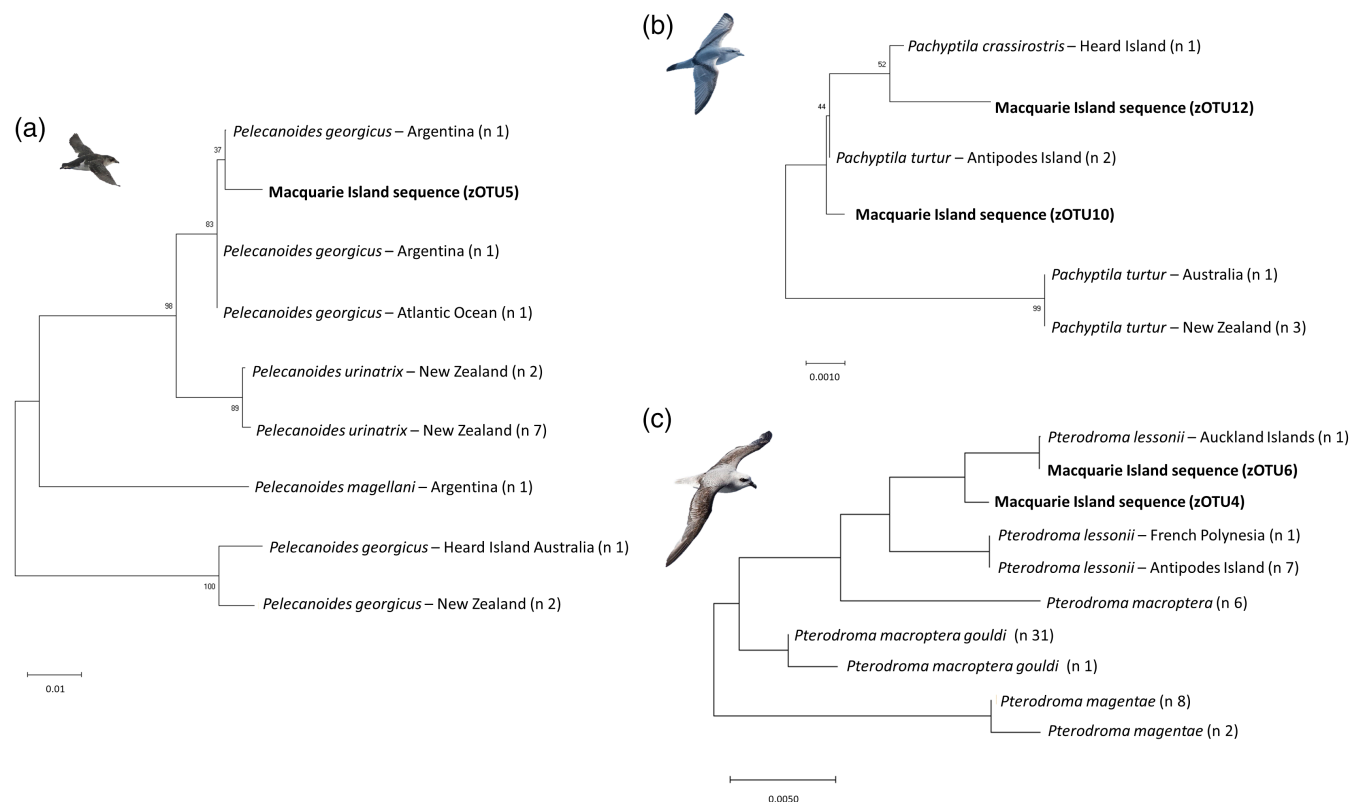 (a)
37
Pelecanoides georgicus – Argentina (n 1)
Macquarie Island sequence (zOTU5)
83
Pelecanoides georgicus – Argentina (n 1)
98
Pelecanoides georgicus – Atlantic Ocean (n 1)
Pelecanoides urinatrix – New Zealand (n 2)
89
Pelecanoides urinatrix – New Zealand (n 7)
Pelecanoides magellani – Argentina (n 1)
Pelecanoides georgicus – Heard Island Australia (n 1)
100
Pelecanoides georgicus – New Zealand (n 2)
0.01
(b)
Pachyptila crassirostris – Heard Island (n 1)
52
Macquarie Island sequence (zOTU12)
44
Pachyptila turtur – Antipodes Island (n 2)
Macquarie Island sequence (zOTU10)
Pachyptila turtur – Australia (n 1)
99
Pachyptila turtur – New Zealand (n 3)
0.0010
(c)
Pterodroma lessonii – Auckland Islands (n 1)
Macquarie Island sequence (zOTU6)
Macquarie Island sequence (zOTU4)
Pterodroma lessonii – French Polynesia (n 1)
Pterodroma lessonii – Antipodes Island (n 7)
Pterodroma macroptera (n 6)
Pterodroma macroptera gouldi (n 31)
Pterodroma macroptera gouldi (n 1)
Pterodroma magentae (n 8)
Pterodroma magentae (n 2)
0.0050